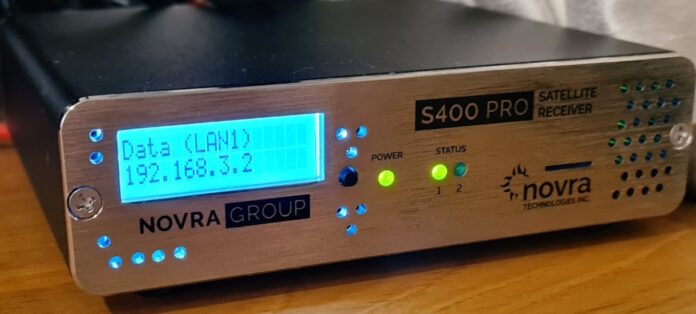 Data (LAN1)
192.168.3.2
NOVRA GROUP
POWER
STATUS
1 2
S400 PRO
SATELLITE
RECEIVER
novra
TECHNOLOGIES INC.